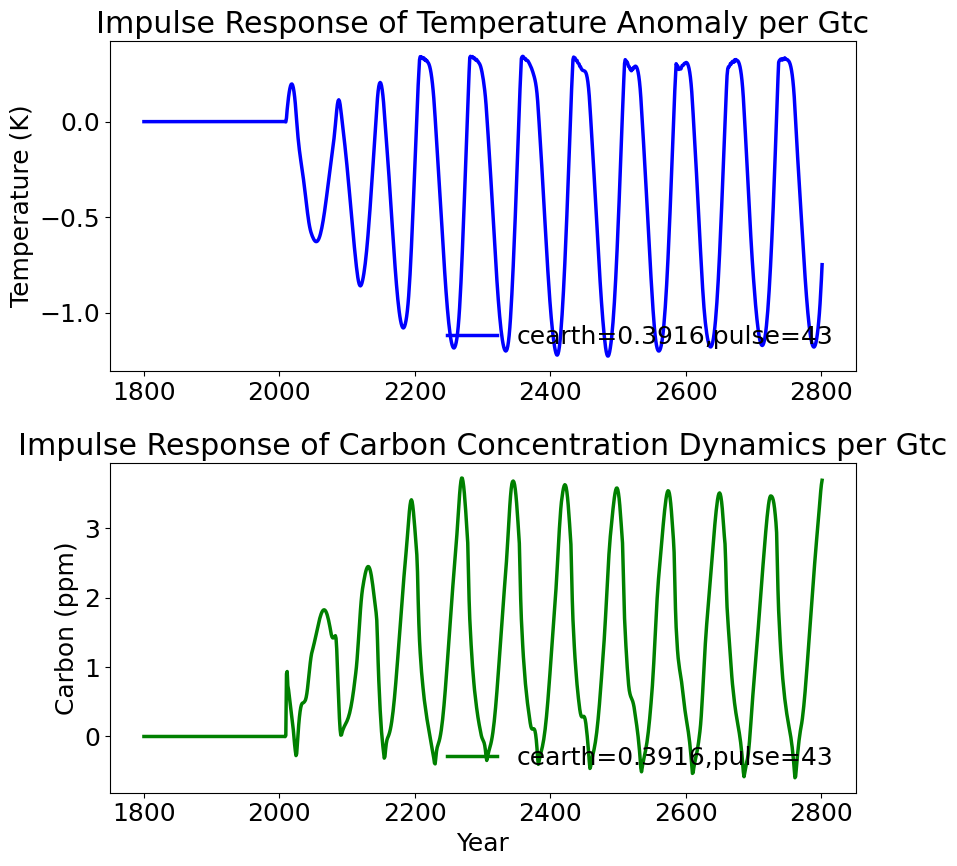 Impulse Response of Temperature Anomaly per Gtc
Temperature (K)
0.0
−0.5
−1.0
cearth=0.3916,pulse=43
1800 2000 2200 2400 2600 2800
Impulse Response of Carbon Concentration Dynamics per Gtc
Carbon (ppm)
3
2
1
0
cearth=0.3916,pulse=43
1800 2000 2200 2400 2600 2800
Year